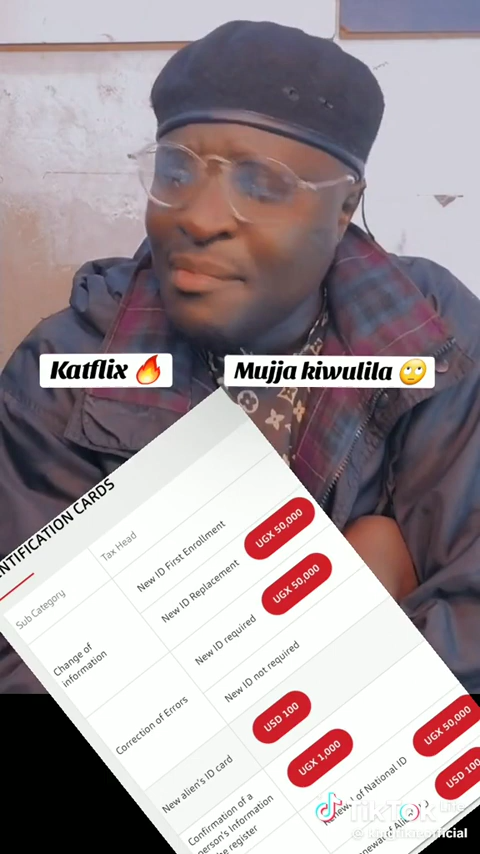 Katflix 🔥
Mujja kiwulila 🙄
NTIFICATION CARDS
Sub Category
Tax Head
New ID First Enrollment
UGX 50,000
New ID Replacement
UGX 50,000
Change of
information
New ID required
New ID not required
Correction of Errors
USD 100
New alien's ID card
UGX 1,000
Confirmation of a
person's Information
UGX 50,000
of National ID
USD 100
TikTok Lite